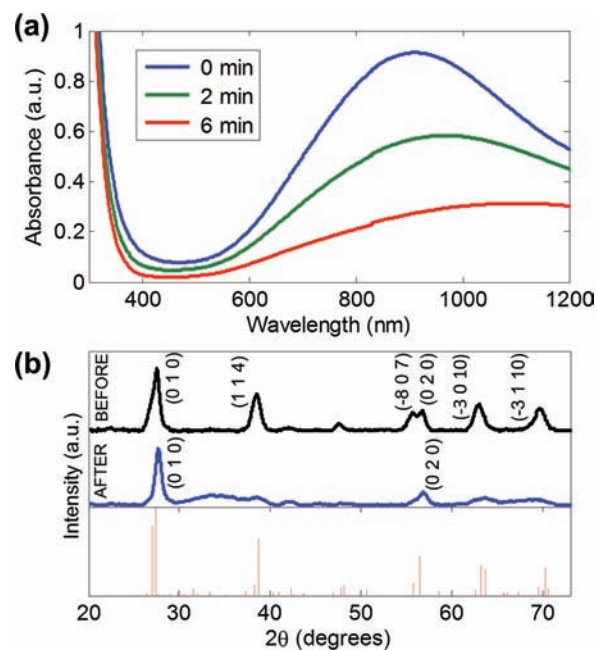 (a)
1
0.8
0.6
0.4
0.2
0
Absorbance (a.u.)
0 min
2 min
6 min
400 600 800 1000 1200
Wavelength (nm)
(b)
Intensity (a.u.)
BEFORE
(0 1 0)
(1 1 4)
(-8 0 7)
(0 2 0)
(-3 0 10)
(-3 1 10)
AFTER
(0 1 0)
(0 2 0)
20 30 40 50 60 70
2θ (degrees)